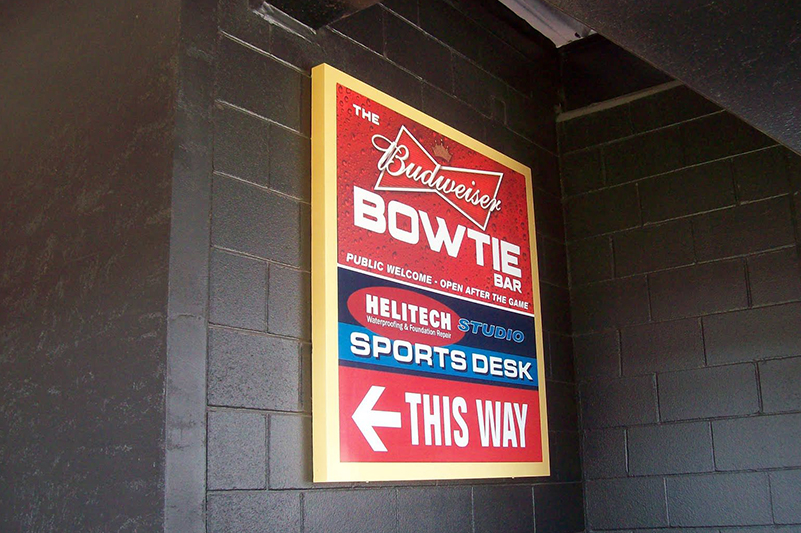 THE
Budweiser
BOWTIE
BAR
PUBLIC WELCOME - OPEN AFTER THE GAME
HELITECH
Waterproofing & Foundation Repair
STUDIO
SPORTS DESK
THIS WAY